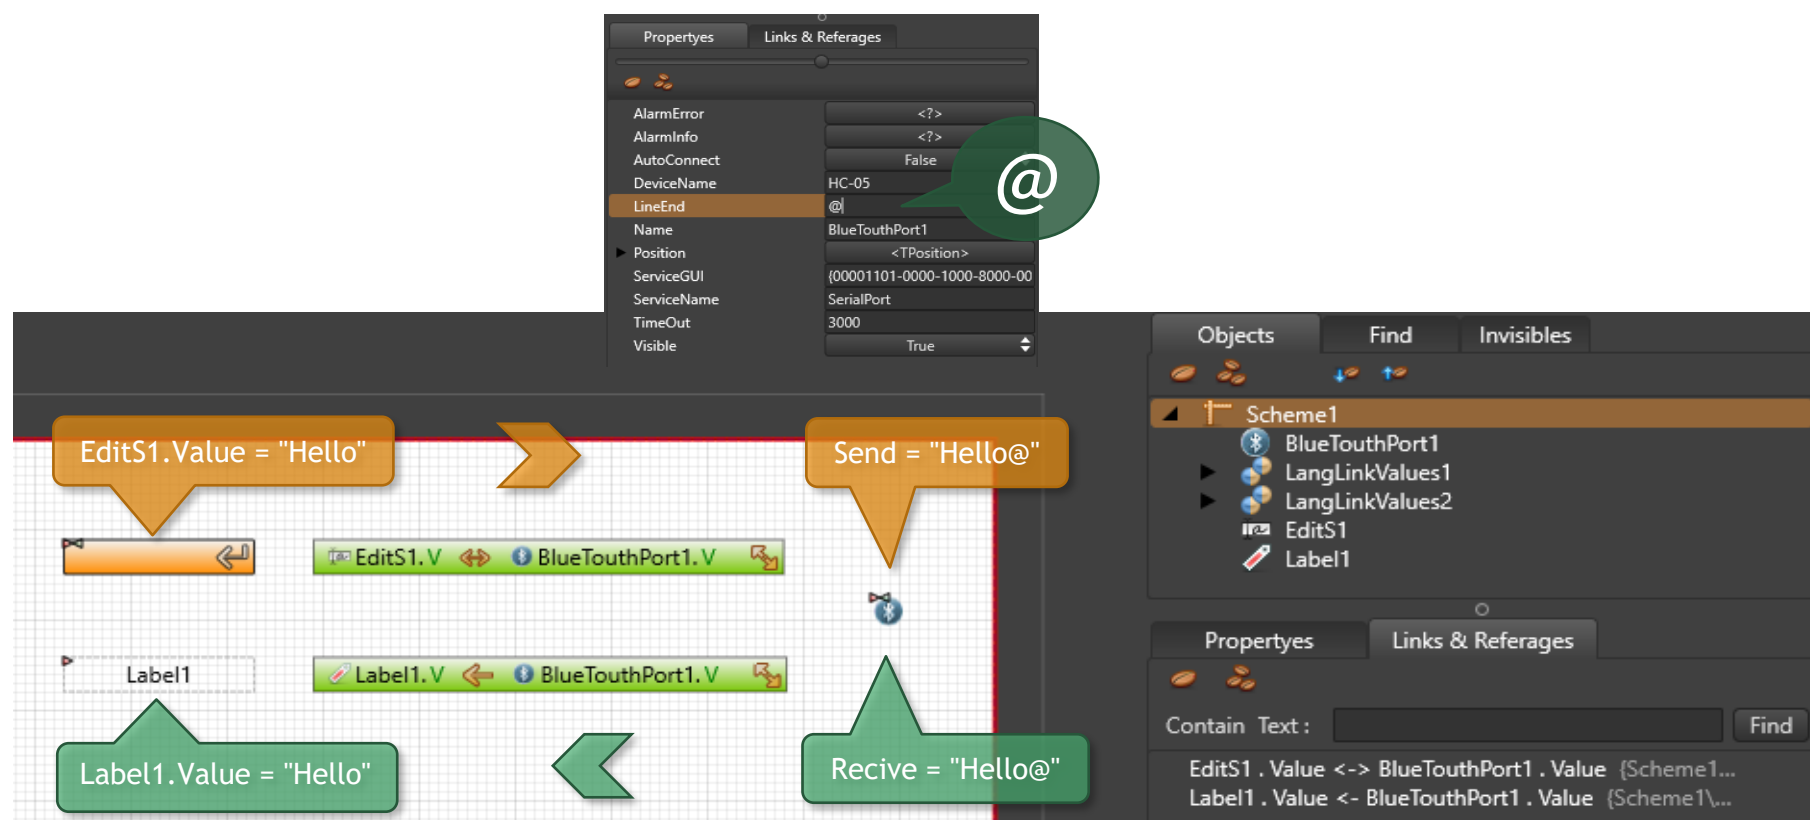 Propertyes Links & Referages
AlarmError <?>
AlarmInfo <?>
AutoConnect False
DeviceName HC-05
LineEnd @
Name BlueTouthPort1
Position <TPosition>
ServiceGUI {00001101-0000-1000-8000-00
ServiceName SerialPort
TimeOut 3000
Visible True
@
EditS1.Value = "Hello"
Send = "Hello@"
EditS1. V BlueTouthPort1. V
Label1
Label1. V BlueTouthPort1. V
Label1.Value = "Hello"
Recive = "Hello@"
Objects Find Invisibles
Scheme1
BlueTouthPort1
LangLinkValues1
LangLinkValues2
EditS1
Label1
Propertyes Links & Referages
Contain Text : Find
EditS1 . Value <-> BlueTouthPort1 . Value {Scheme1...
Label1 . Value <- BlueTouthPort1 . Value {Scheme1\...